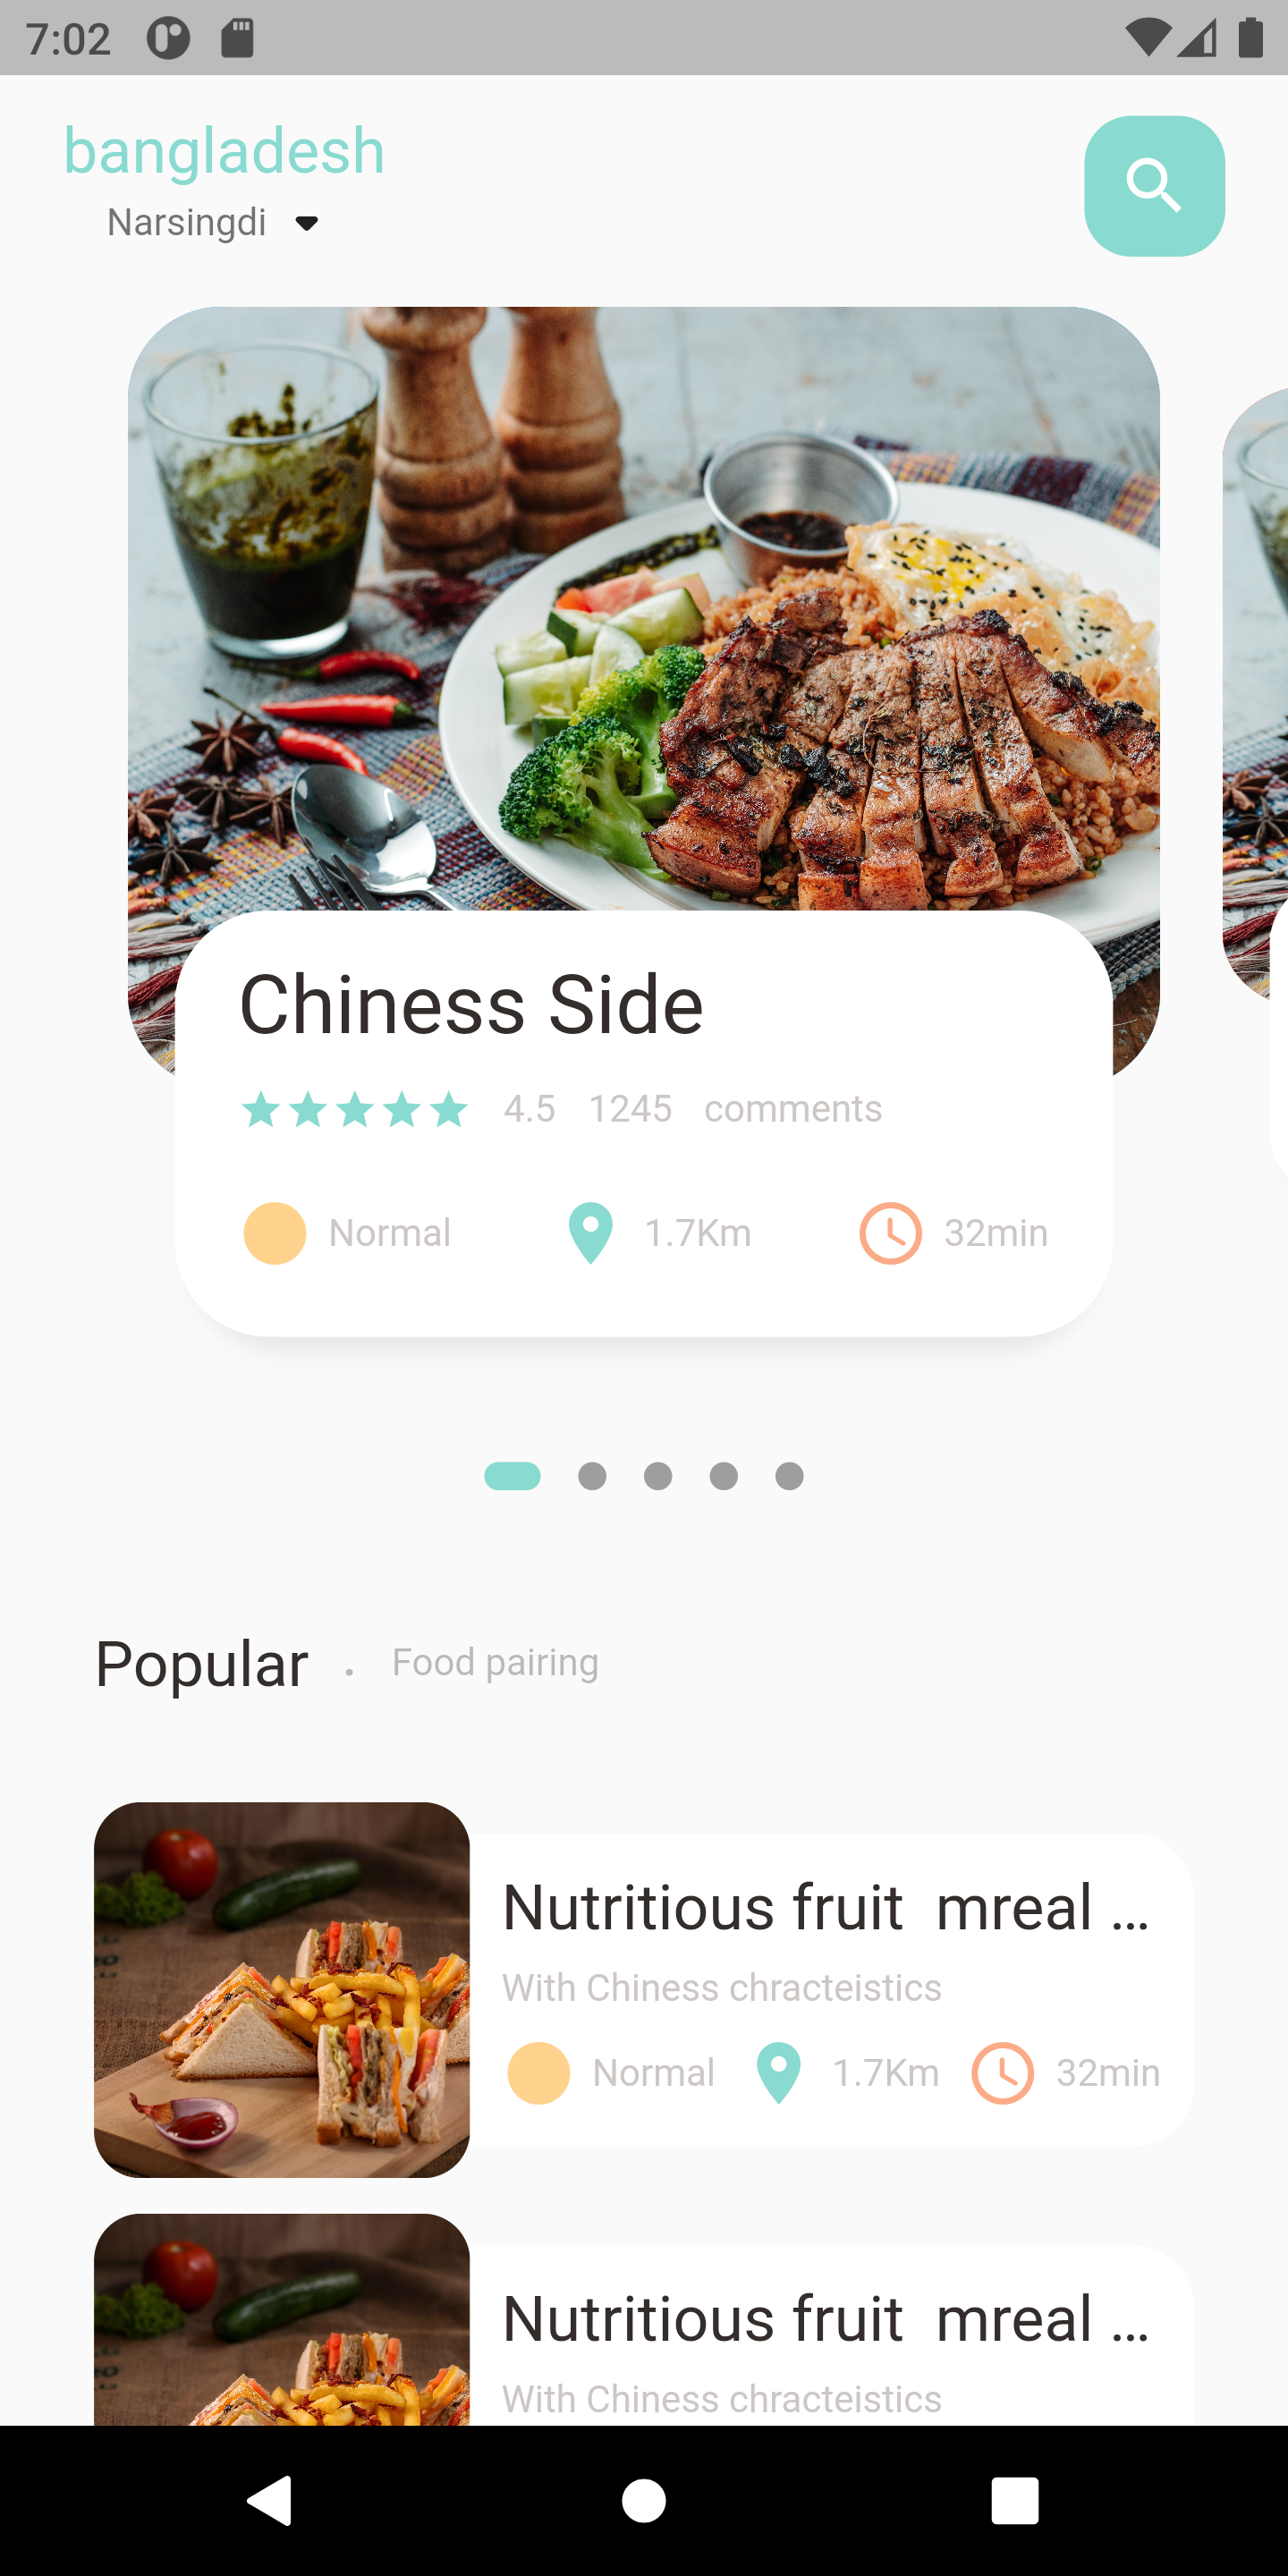 7:02
bangladesh
Narsingdi
Chiness Side
4.5 1245 comments
Normal 1.7Km 32min
Popular . Food pairing
Nutritious fruit  mreal ...
With Chiness chracteistics
Normal 1.7Km 32min
Nutritious fruit  mreal ...
With Chiness chracteistics